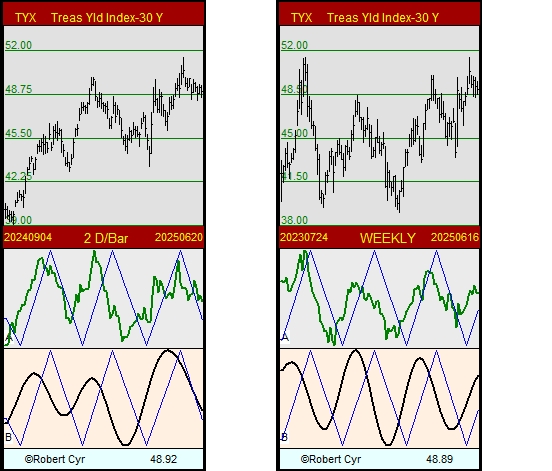 TYX Treas Yld Index-30 Y
52.00
48.75
45.50
42.25
39.00
20240904 2 D/Bar 20250620
A
B
©Robert Cyr 48.92
TYX Treas Yld Index-30 Y
52.00
48.50
45.00
41.50
38.00
20230724 WEEKLY 20250616
A
B
©Robert Cyr 48.89